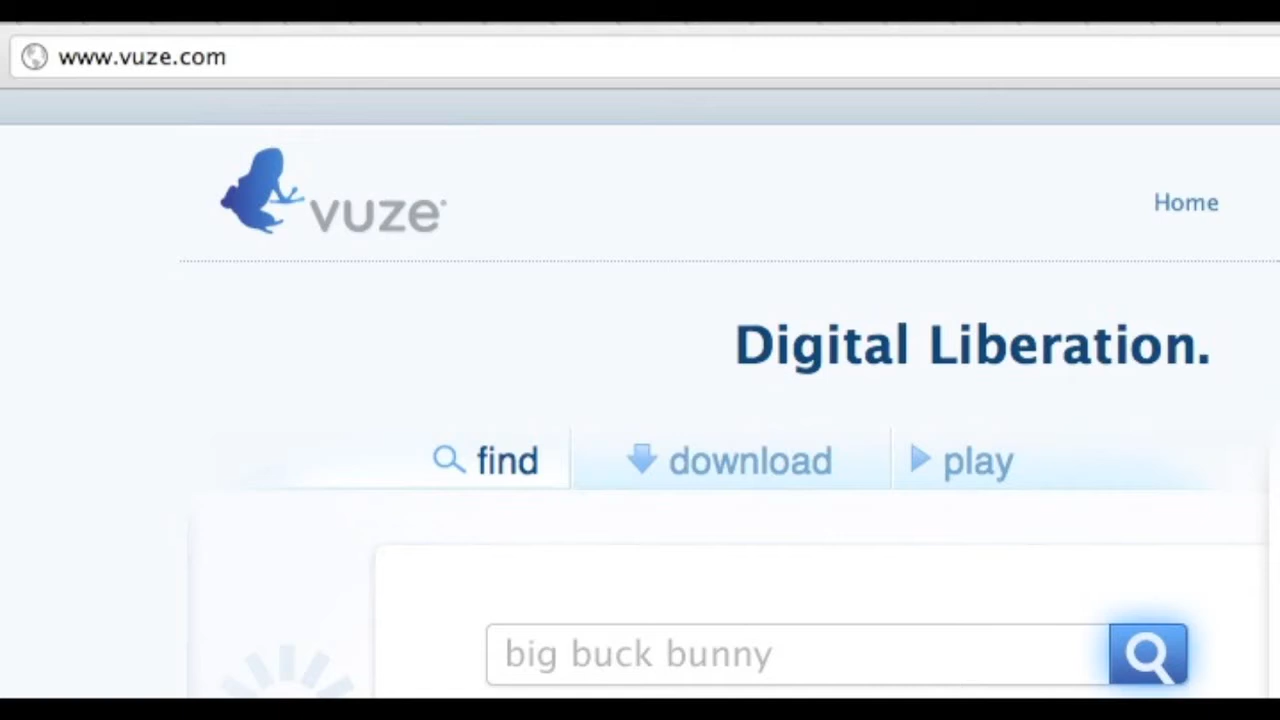 www.vuze.com
vuze
Home
Digital Liberation.
find
download
play
big buck bunny